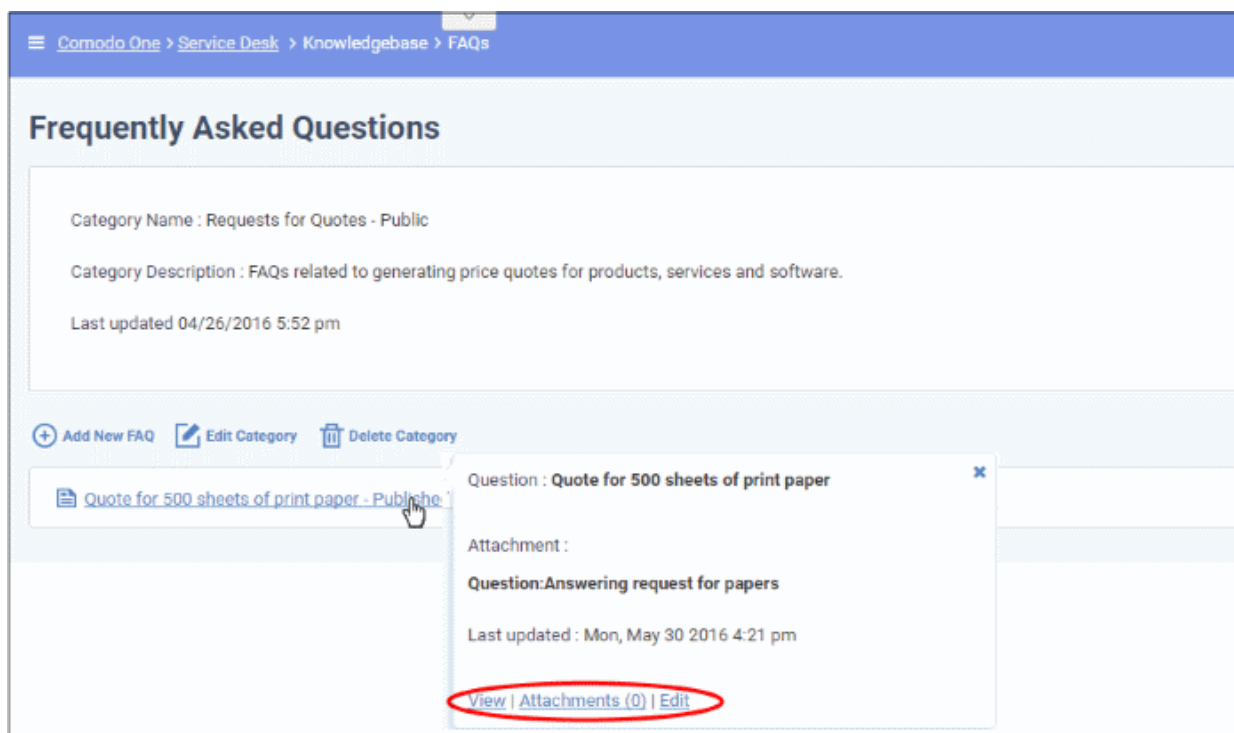 Comodo One > Service Desk > Knowledgebase > FAQs
Frequently Asked Questions
Category Name : Requests for Quotes - Public
Category Description : FAQs related to generating price quotes for products, services and software.
Last updated 04/26/2016 5:52 pm
Add New FAQ Edit Category Delete Category
Quote for 500 sheets of print paper - Publishe
Question : Quote for 500 sheets of print paper
Attachment :
Question:Answering request for papers
Last updated : Mon, May 30 2016 4:21 pm
View | Attachments (0) | Edit